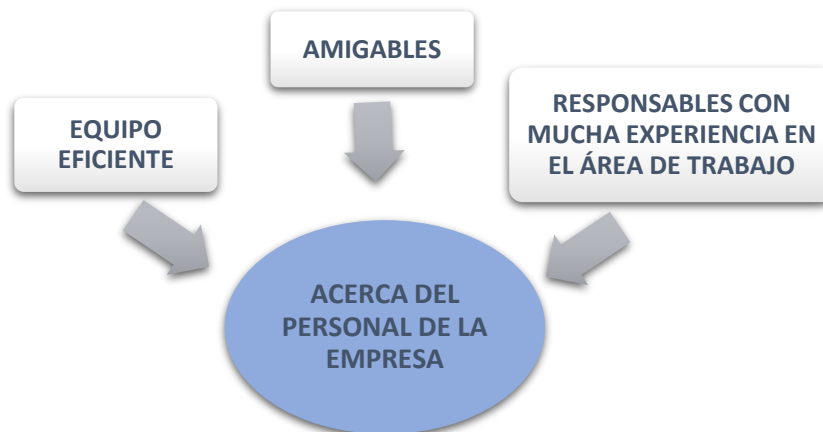 AMIGABLES
EQUIPO
EFICIENTE
RESPONSABLES CON
MUCHA EXPERIENCIA EN
EL ÁREA DE TRABAJO
ACERCA DEL
PERSONAL DE LA
EMPRESA